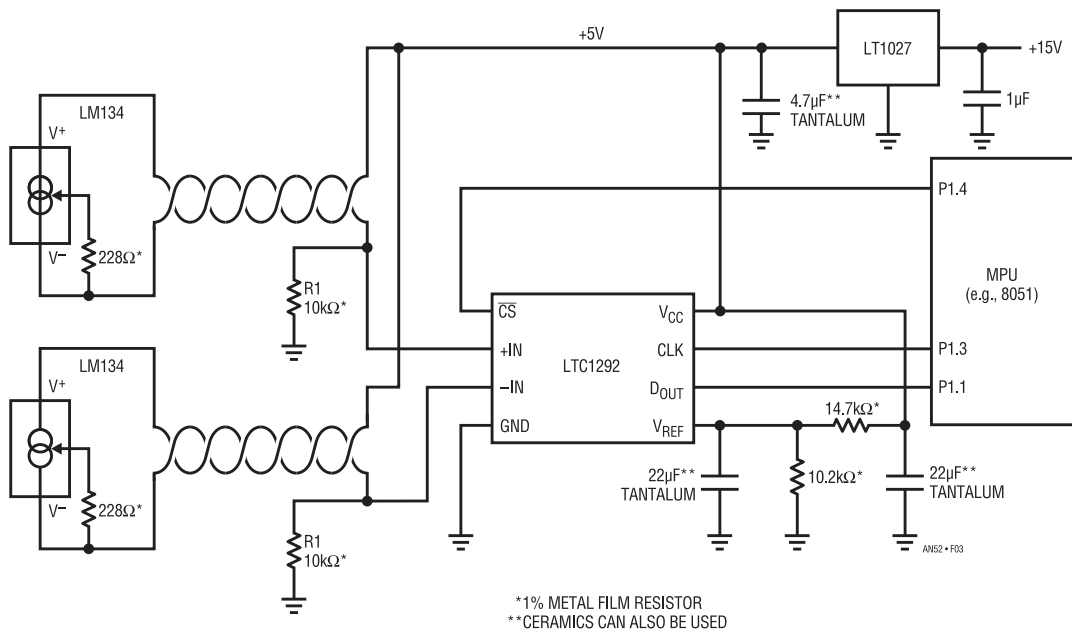 +5V
LT1027
+15V
4.7µF**
TANTALUM
1µF
LM134
V+
V–
228Ω*
R1
10kΩ*
LM134
V+
V–
228Ω*
R1
10kΩ*
CS
+IN
–IN
GND
LTC1292
VCC
CLK
DOUT
VREF
P1.4
MPU
(e.g., 8051)
P1.3
P1.1
14.7kΩ*
22µF**
TANTALUM
10.2kΩ*
22µF**
TANTALUM
AN52 • F03
*1% METAL FILM RESISTOR
**CERAMICS CAN ALSO BE USED